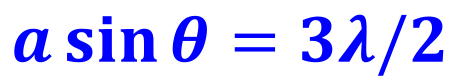 a sin θ = 3λ/2